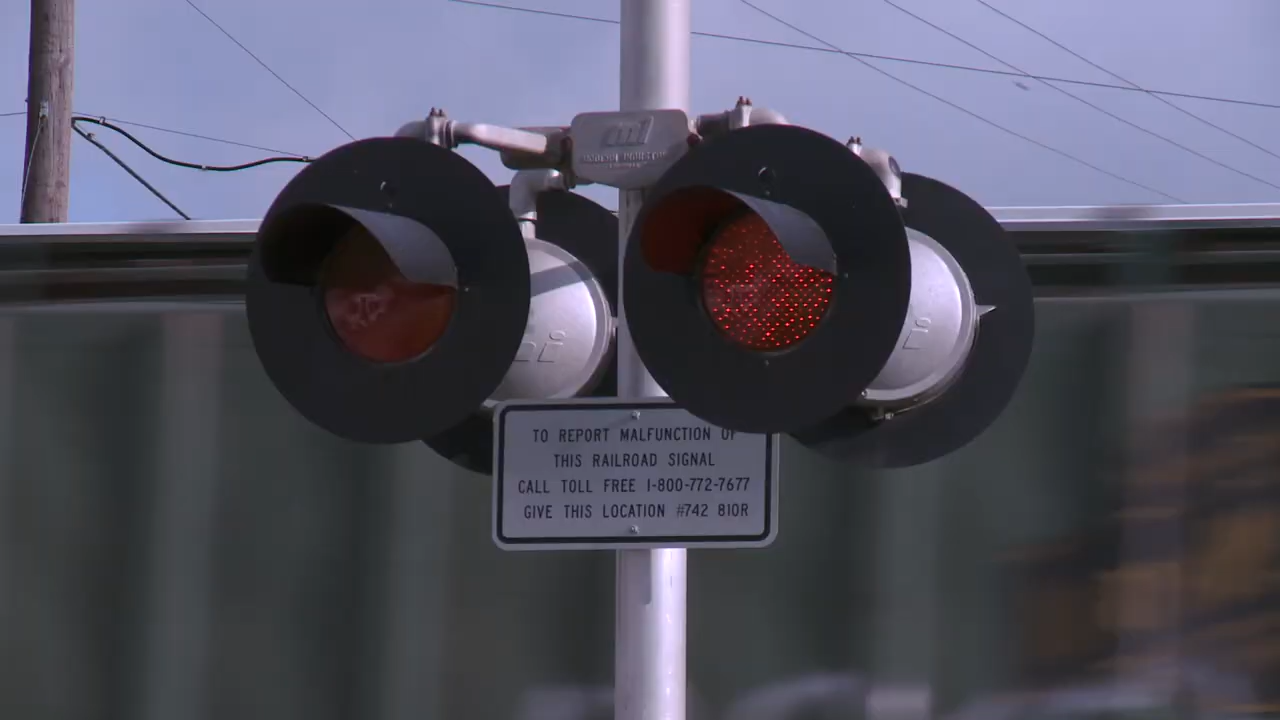 TO REPORT MALFUNCTION OF
THIS RAILROAD SIGNAL
CALL TOLL FREE 1-800-772-7677
GIVE THIS LOCATION #742 810R